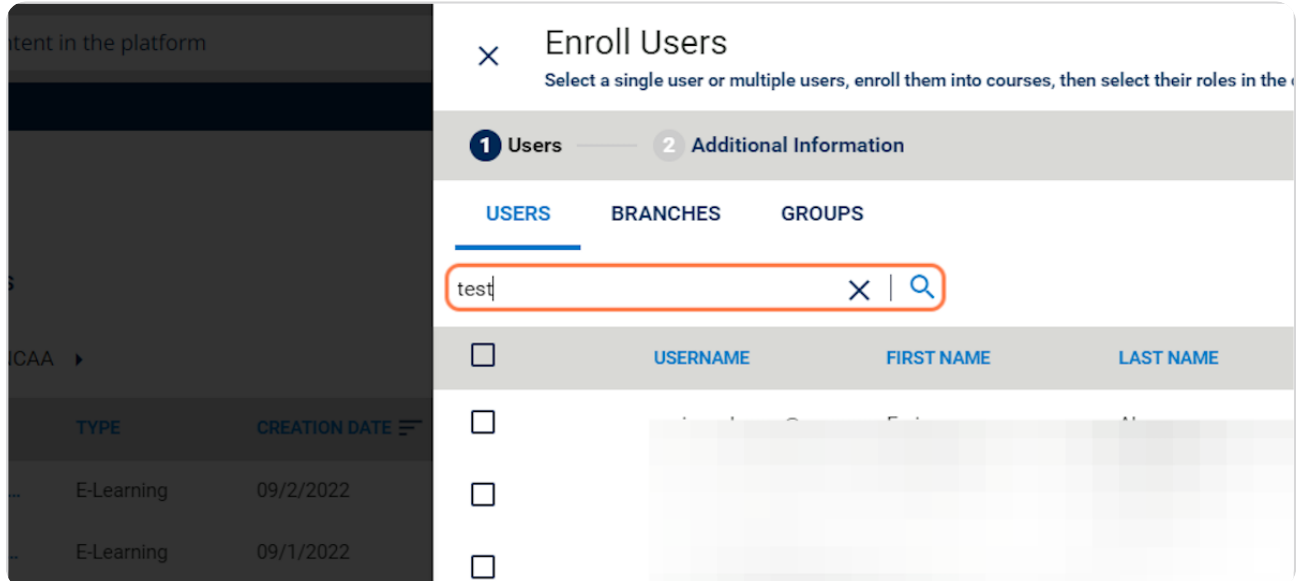 tent in the platform
Enroll Users
Select a single user or multiple users, enroll them into courses, then select their roles in the
1 Users
2 Additional Information
USERS BRANCHES GROUPS
test
CAA
USERNAME FIRST NAME LAST NAME
TYPE CREATION DATE
E-Learning 09/2/2022
E-Learning 09/1/2022